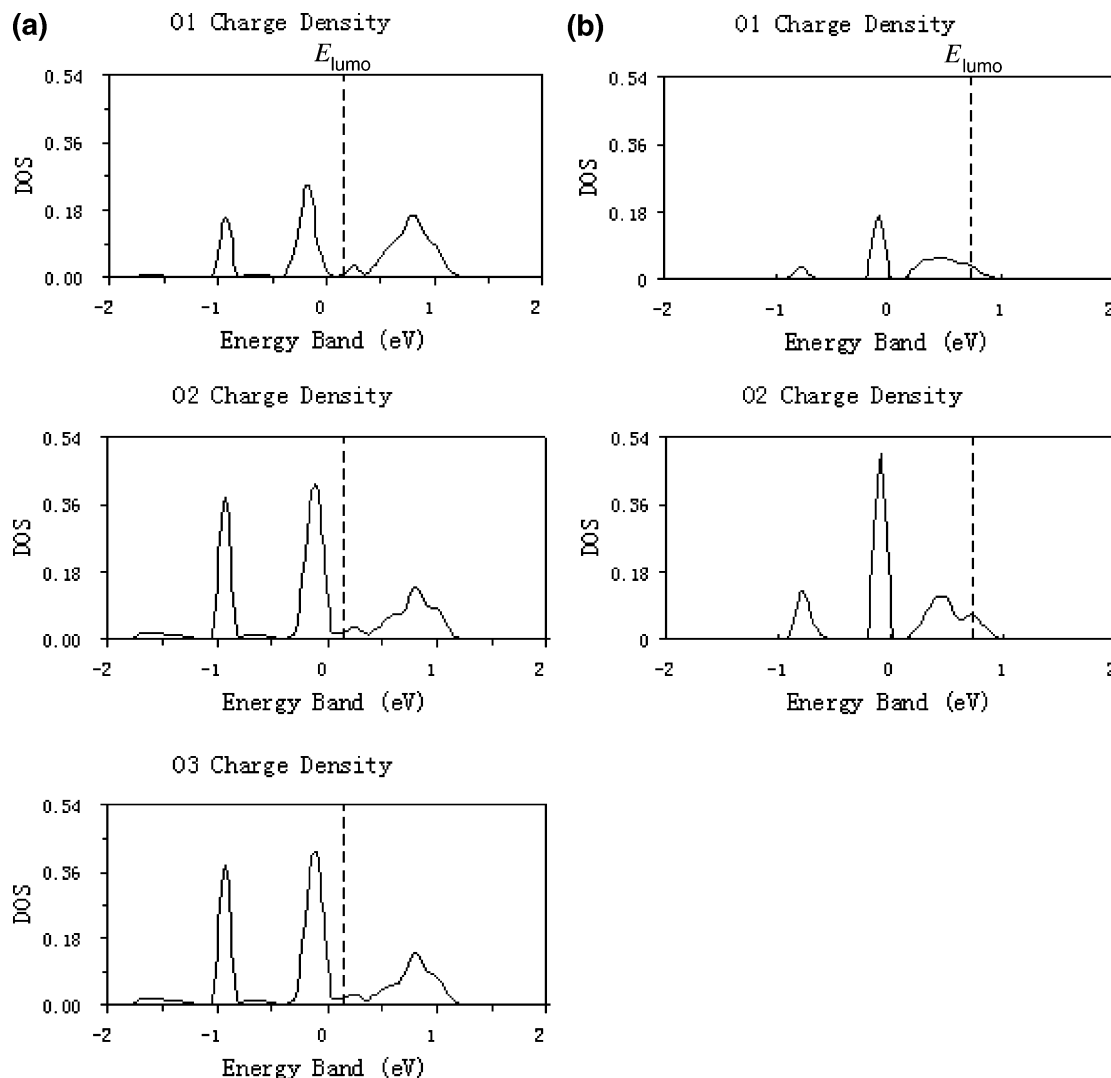 (a)
O1 Charge Density
E lumo
DOS
0.54
0.36
0.18
0.00
-2
-1
0
1
2
Energy Band (eV)
O2 Charge Density
DOS
0.54
0.36
0.18
0.00
-2
-1
0
1
2
Energy Band (eV)
O3 Charge Density
DOS
0.54
0.36
0.18
0.00
-2
-1
0
1
2
Energy Band (eV)
(b)
O1 Charge Density
E lumo
DOS
0.54
0.36
0.18
0
-2
-1
0
1
2
Energy Band (eV)
O2 Charge Density
DOS
0.54
0.36
0.18
0
-2
-1
0
1
2
Energy Band (eV)